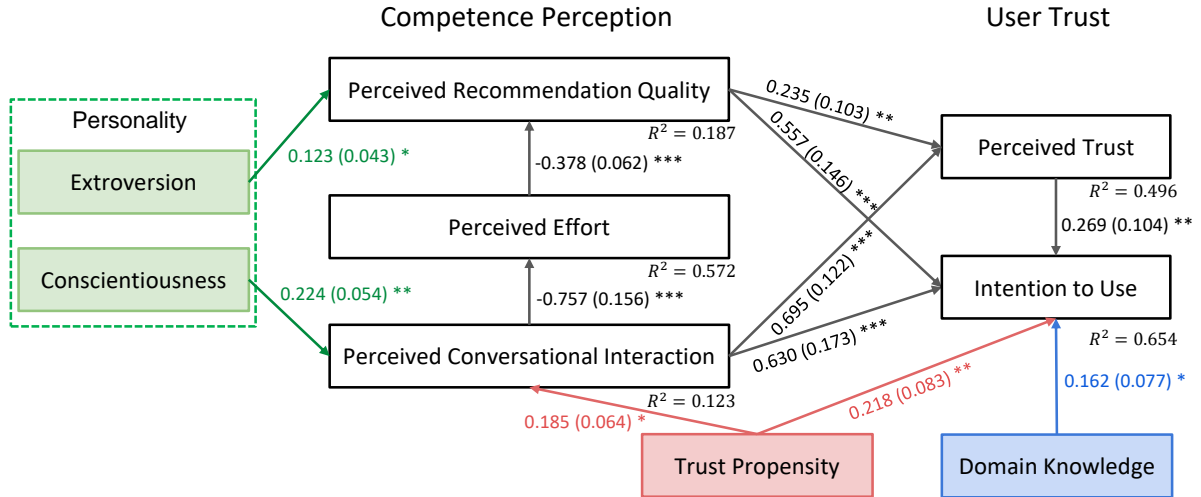 Competence Perception
User Trust
Perceived Recommendation Quality
R² = 0.187
0.235 (0.103) **
0.557 (0.146) ***
Personality
Extroversion
0.123 (0.043) *
-0.378 (0.062) ***
Perceived Trust
R² = 0.496
Perceived Effort
R² = 0.572
0.269 (0.104) **
Conscientiousness
0.224 (0.054) **
-0.757 (0.156) ***
0.695 (0.122) ***
0.630 (0.173) ***
Intention to Use
R² = 0.654
Perceived Conversational Interaction
R² = 0.123
0.185 (0.064) *
0.218 (0.083) **
0.162 (0.077) *
Trust Propensity
Domain Knowledge